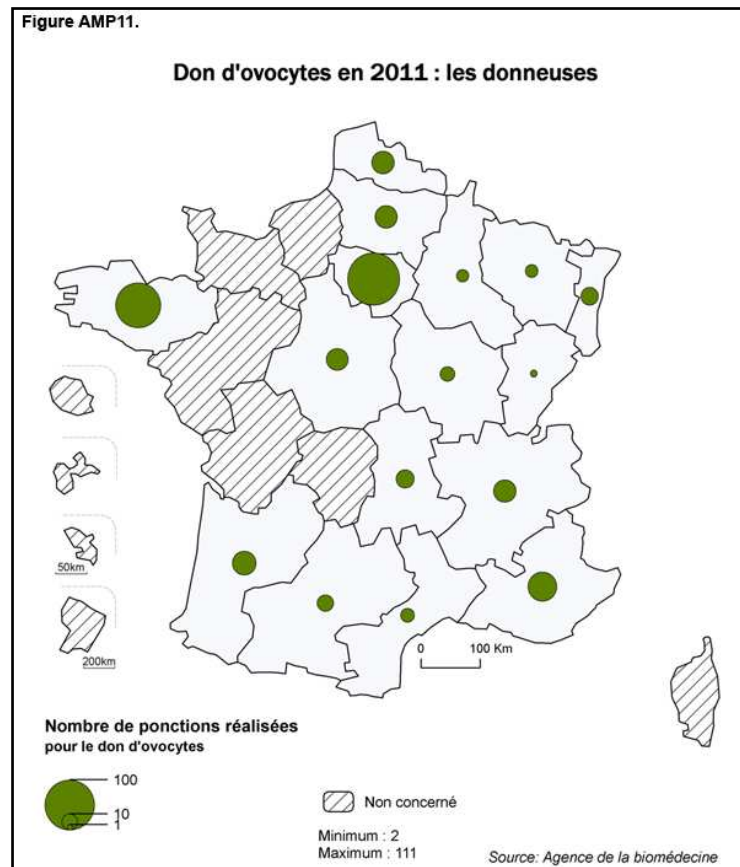 Figure AMP11.
Don d'ovocytes en 2011 : les donneuses
50km
200km
0 100 Km
Nombre de ponctions réalisées
pour le don d'ovocytes
100
10
1
Non concerné
Minimum : 2
Maximum : 111
Source: Agence de la biomédecine